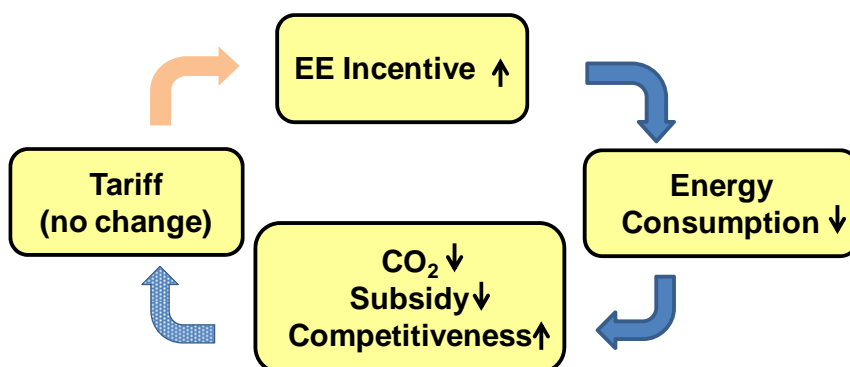 EE Incentive ↑
Tariff
(no change)
Energy
Consumption ↓
CO₂ ↓
Subsidy ↓
Competitiveness ↑